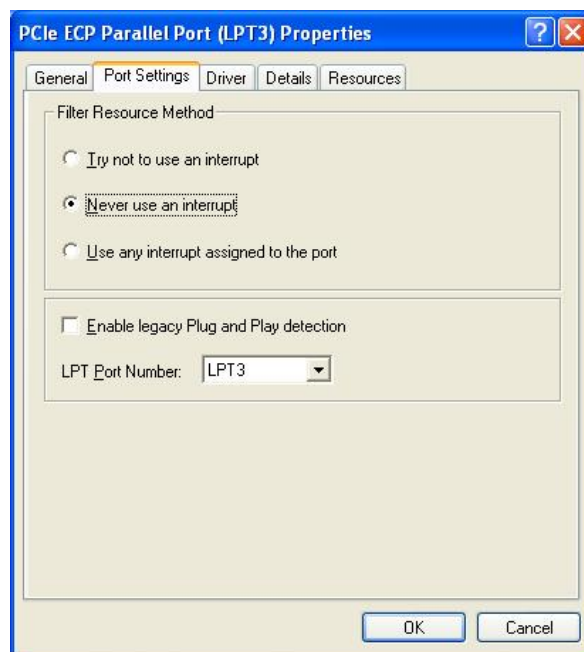 PCIe ECP Parallel Port (LPT3) Properties
General Port Settings Driver Details Resources
Filter Resource Method
Try not to use an interrupt
Never use an interrupt
Use any interrupt assigned to the port
Enable legacy Plug and Play detection
LPT Port Number: LPT3
OK Cancel